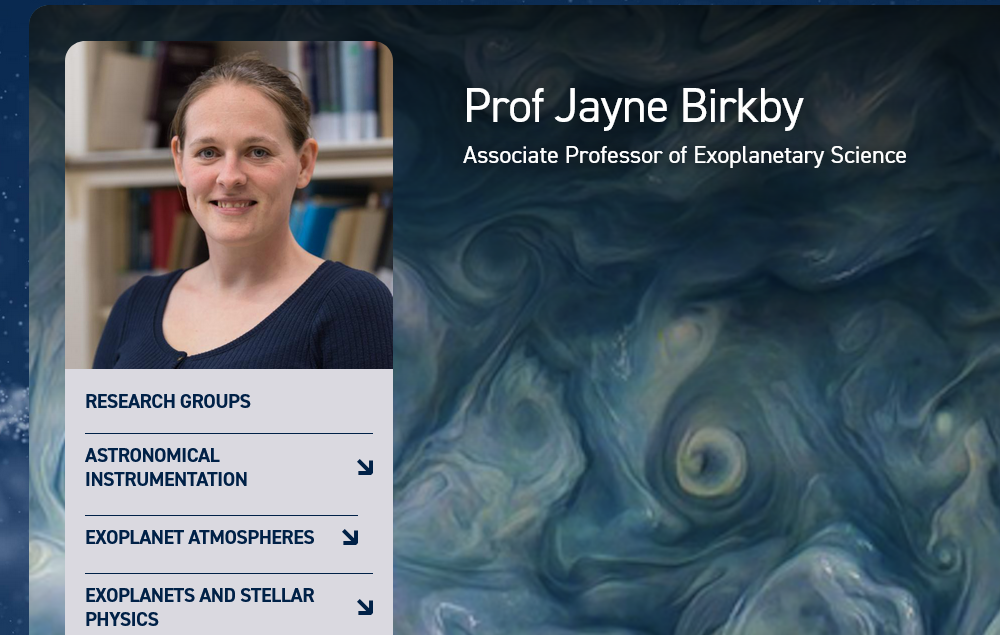 Prof Jayne Birkby
Associate Professor of Exoplanetary Science
RESEARCH GROUPS
ASTRONOMICAL
INSTRUMENTATION
EXOPLANET ATMOSPHERES
EXOPLANETS AND STELLAR
PHYSICS